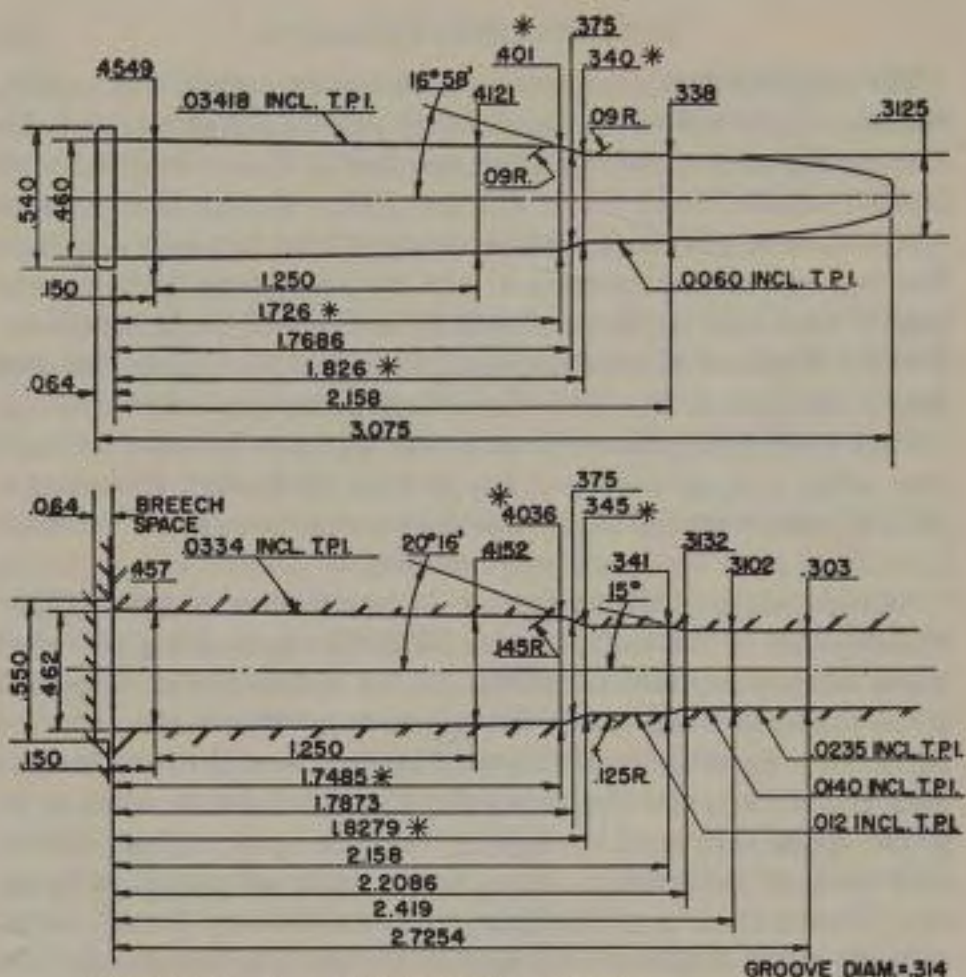 ✳ .375
.401 .340 ✳
.4549 16°58'
.03418 INCL. T.P.I. .4121 .338
.09 R. .3125
.09R.
.540 .460
.0060 INCL. T.P.I.
.150 1.250
1.726 ✳
1.7686
1.826 ✳
.064 2.158
3.075
.375
✳ .4036 .345 ✳
.064 BREECH
SPACE
.0334 INCL. T.P.I. 20°16' .4152 .341 .3132 .3102 .303
.457 15°
.145R.
.550 .462
.150 1.250 .125R. .0235 INCL. T.P.I.
1.7485 ✳ .0140 INCL. T.P.I.
1.7873
1.8279 ✳ .012 INCL. T.P.I.
2.158
2.2086
2.419
2.7254
GROOVE DIAM.=.314